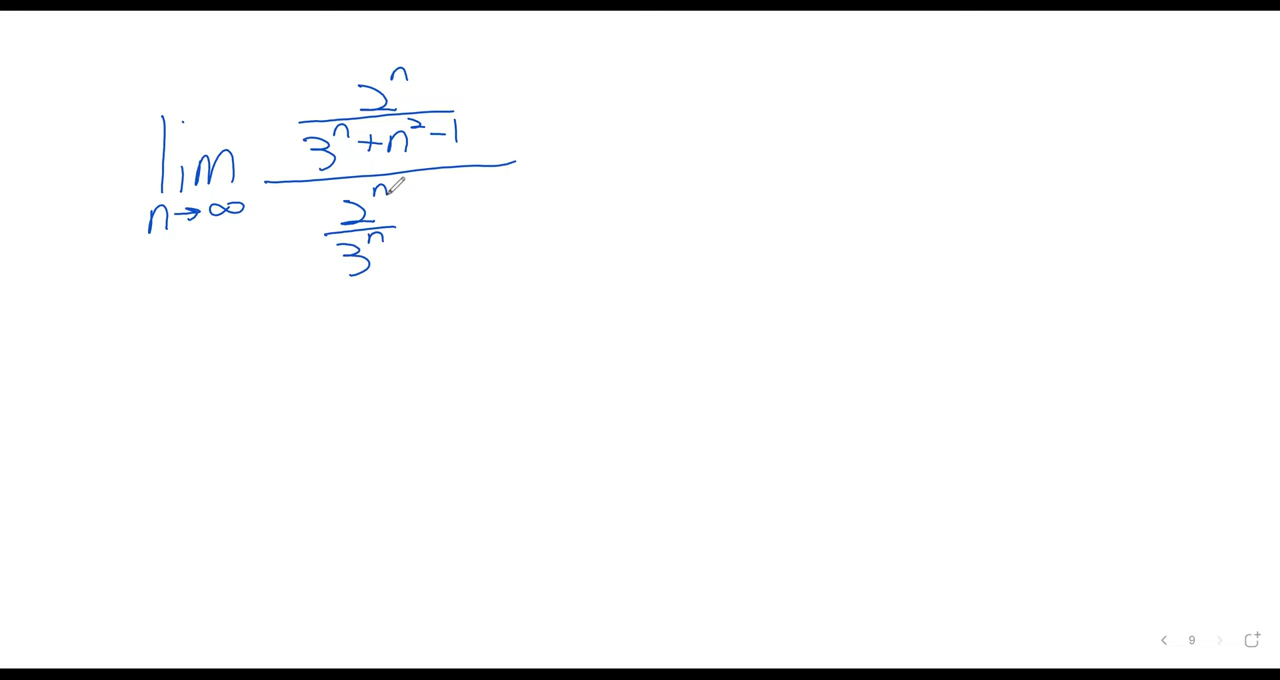 lim n→∞ (2^n / (3^n + n^2 - 1)) / (2^n / 3^n)
9